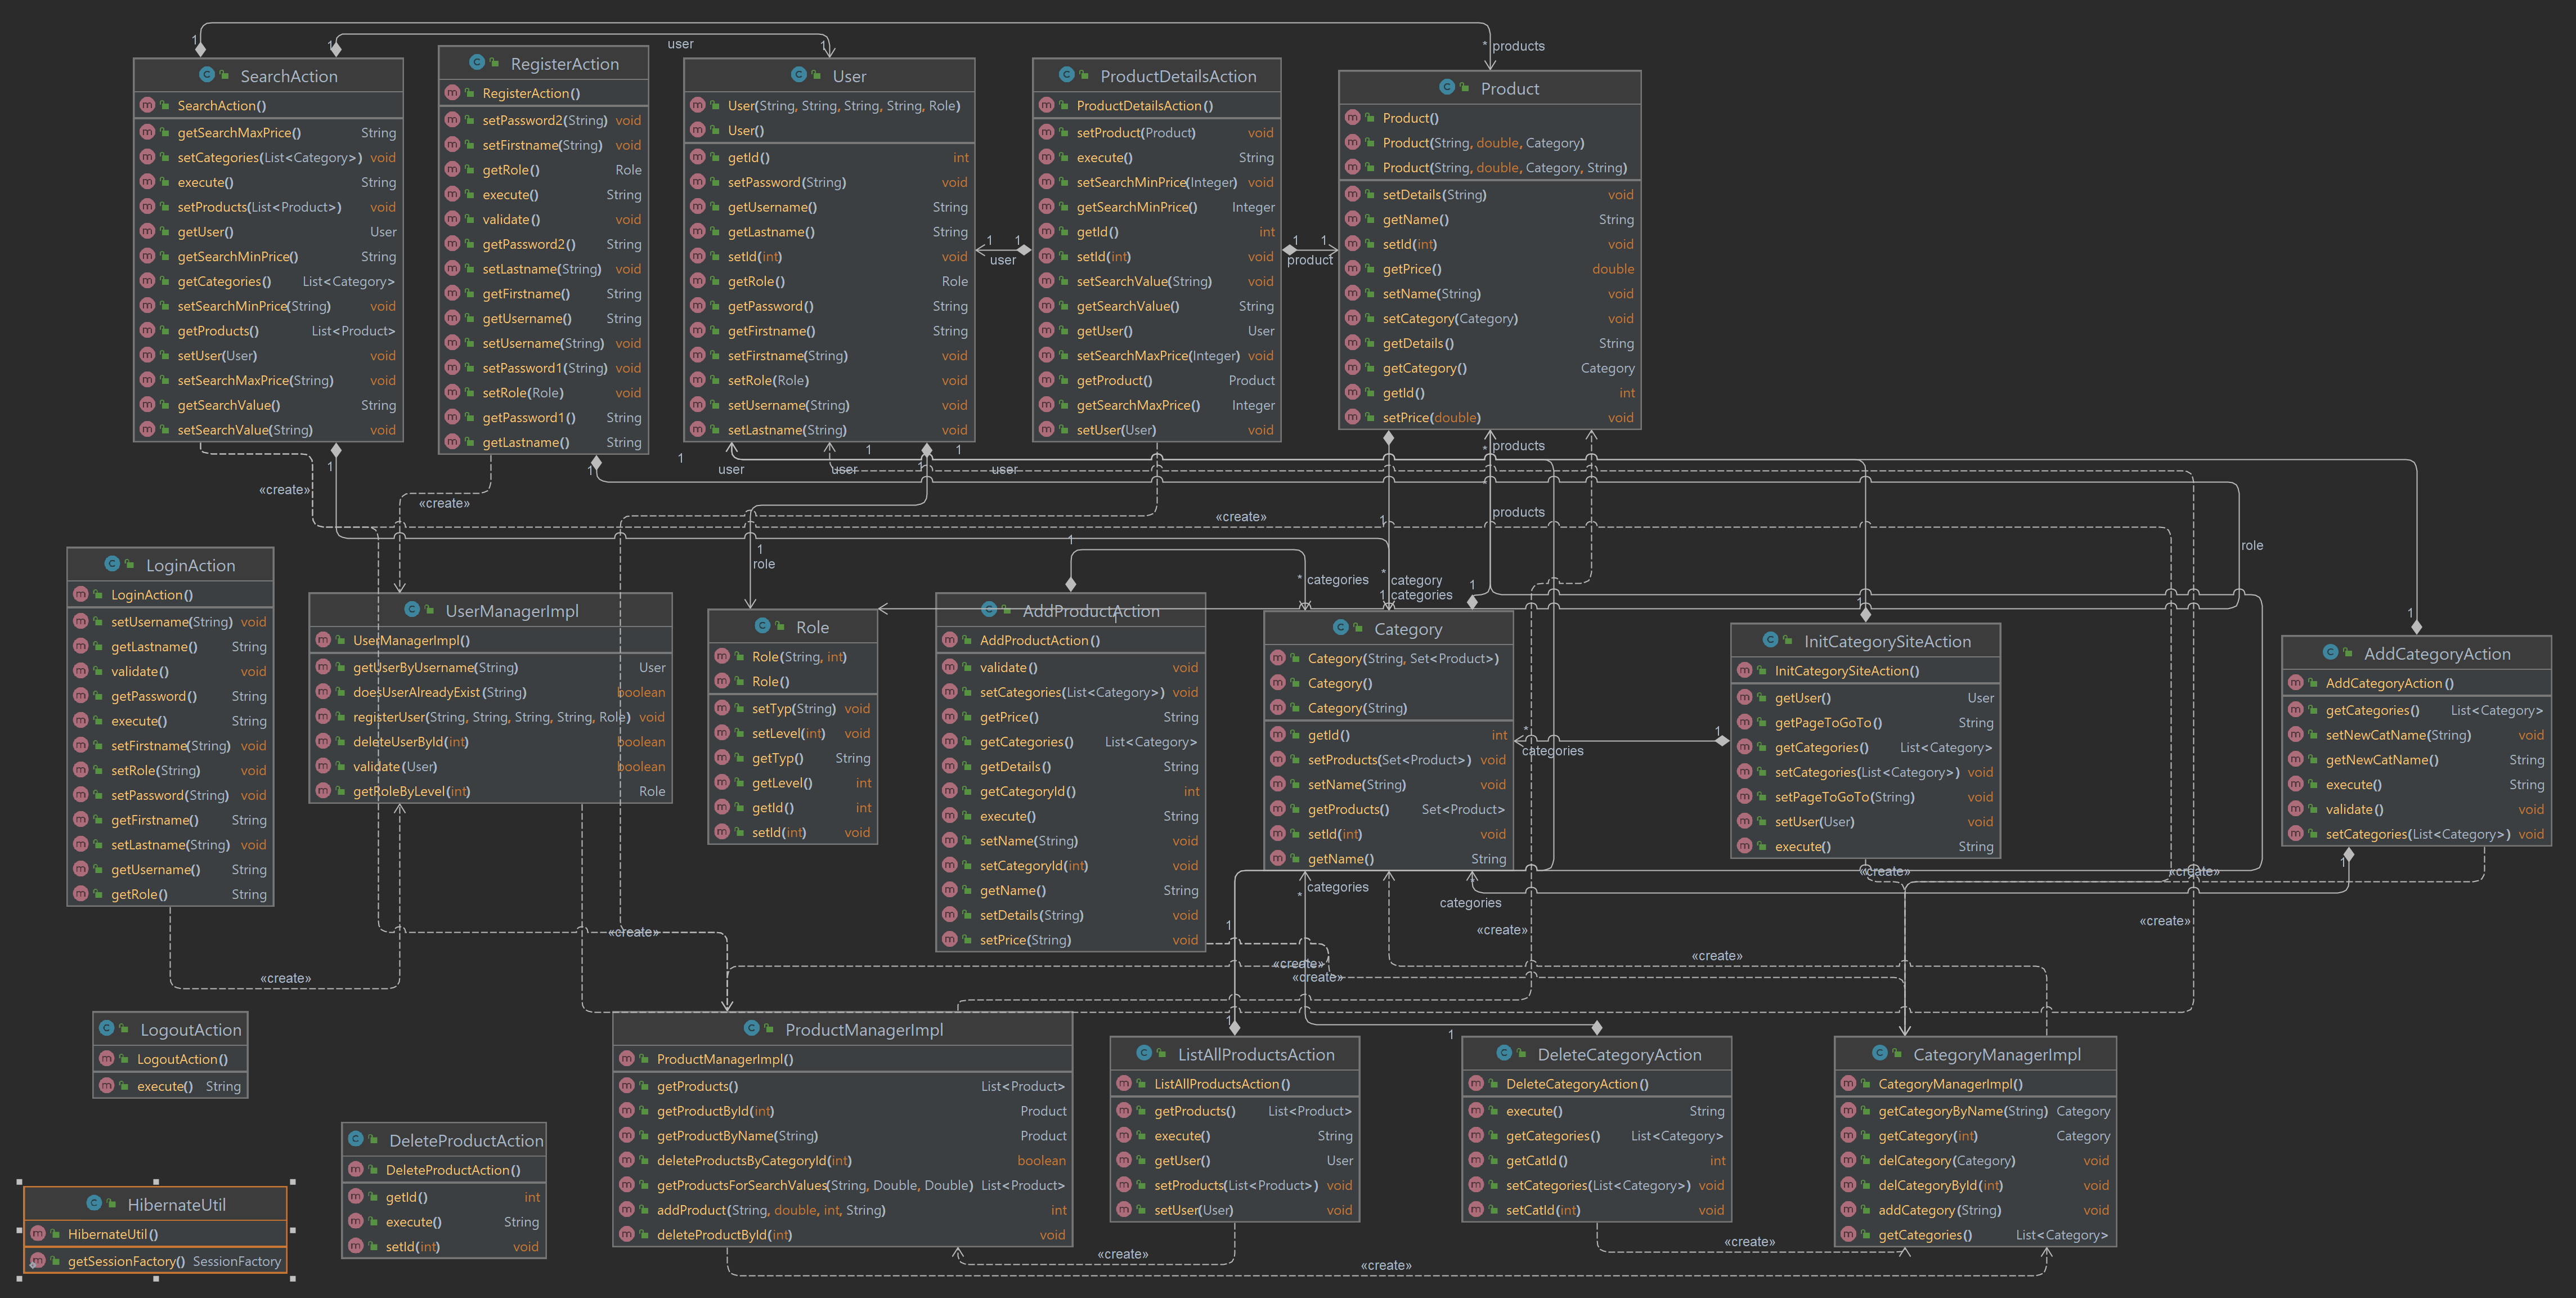 SearchAction
SearchAction()
getSearchMaxPrice() String
setCategories(List<Category>) void
execute() String
setProducts(List<Product>) void
getUser() User
getSearchMinPrice() String
getCategories() List<Category>
setSearchMinPrice(String) void
getProducts() List<Product>
setUser(User) void
setSearchMaxPrice(String) void
getSearchValue() String
setSearchValue(String) void
RegisterAction
RegisterAction()
setPassword2(String) void
setFirstname(String) void
getRole() Role
execute() String
validate() void
getPassword2() String
setLastname(String) void
getFirstname() String
getUsername() String
setUsername(String) void
setPassword1(String) void
setRole(Role) void
getPassword1() String
getLastname() String
User
User(String, String, String, String, Role)
User()
getId() int
setPassword(String) void
getUsername() String
getLastname() String
setId(int) void
getRole() Role
getPassword() String
getFirstname() String
setFirstname(String) void
setRole(Role) void
setUsername(String) void
setLastname(String) void
ProductDetailsAction
ProductDetailsAction()
setProduct(Product) void
execute() String
setSearchMinPrice(Integer) void
getSearchMinPrice() Integer
getId() int
setId(int) void
setSearchValue(String) void
getSearchValue() String
getUser() User
setSearchMaxPrice(Integer) void
getProduct() Product
getSearchMaxPrice() Integer
setUser(User) void
Product
Product()
Product(String, double, Category)
Product(String, double, Category, String)
setDetails(String) void
getName() String
setId(int) void
getPrice() double
setName(String) void
setCategory(Category) void
getDetails() String
getCategory() Category
getId() int
setPrice(double) void
1
1
user
1
* products
1
1
user
1
1
product
1
1
user
user
1
1
1
user
* products
«create»
«create»
«create»
1
products
1
role
1
* categories
* category
1 categories
1
1
role
1
1
LoginAction
LoginAction()
setUsername(String) void
getLastname() String
validate() void
getPassword() String
execute() String
setFirstname(String) void
setRole(String) void
setPassword(String) void
getFirstname() String
setLastname(String) void
getUsername() String
getRole() String
UserManagerImpl
UserManagerImpl()
getUserByUsername(String) User
doesUserAlreadyExist(String) boolean
registerUser(String, String, String, String, Role) void
deleteUserById(int) boolean
validate(User) boolean
getRoleByLevel(int) Role
Role
Role(String, int)
Role()
setTyp(String) void
setLevel(int) void
getTyp() String
getLevel() int
getId() int
setId(int) void
AddProductAction
AddProductAction()
validate() void
setCategories(List<Category>) void
getPrice() String
getCategories() List<Category>
getDetails() String
getCategoryId() int
execute() String
setName(String) void
setCategoryId(int) void
getName() String
setDetails(String) void
setPrice(String) void
Category
Category(String, Set<Product>)
Category()
Category(String)
getId() int
setProducts(Set<Product>) void
setName(String) void
getProducts() Set<Product>
setId(int) void
getName() String
*
categories
1
InitCategorySiteAction
InitCategorySiteAction()
getUser() User
getPageToGoTo() String
getCategories() List<Category>
setCategories(List<Category>) void
setPageToGoTo(String) void
setUser(User) void
execute() String
AddCategoryAction
AddCategoryAction()
getCategories() List<Category>
setNewCatName(String) void
getNewCatName() String
execute() String
validate() void
setCategories(List<Category>) void
1
«create»
«create»
* categories
categories
1
«create»
«create»
«create»
«create»
«create»
«create»
«create»
1
1
LogoutAction
LogoutAction()
execute() String
DeleteProductAction
DeleteProductAction()
getId() int
execute() String
setId(int) void
HibernateUtil
HibernateUtil()
getSessionFactory() SessionFactory
ProductManagerImpl
ProductManagerImpl()
getProducts() List<Product>
getProductById(int) Product
getProductByName(String) Product
deleteProductsByCategoryId(int) boolean
getProductsForSearchValues(String, Double, Double) List<Product>
addProduct(String, double, int, String) int
deleteProductById(int) void
ListAllProductsAction
ListAllProductsAction()
getProducts() List<Product>
execute() String
getUser() User
setProducts(List<Product>) void
setUser(User) void
DeleteCategoryAction
DeleteCategoryAction()
execute() String
getCategories() List<Category>
getCatId() int
setCategories(List<Category>) void
setCatId(int) void
CategoryManagerImpl
CategoryManagerImpl()
getCategoryByName(String) Category
getCategory(int) Category
delCategory(Category) void
delCategoryById(int) void
addCategory(String) void
getCategories() List<Category>
«create»
«create»
«create»